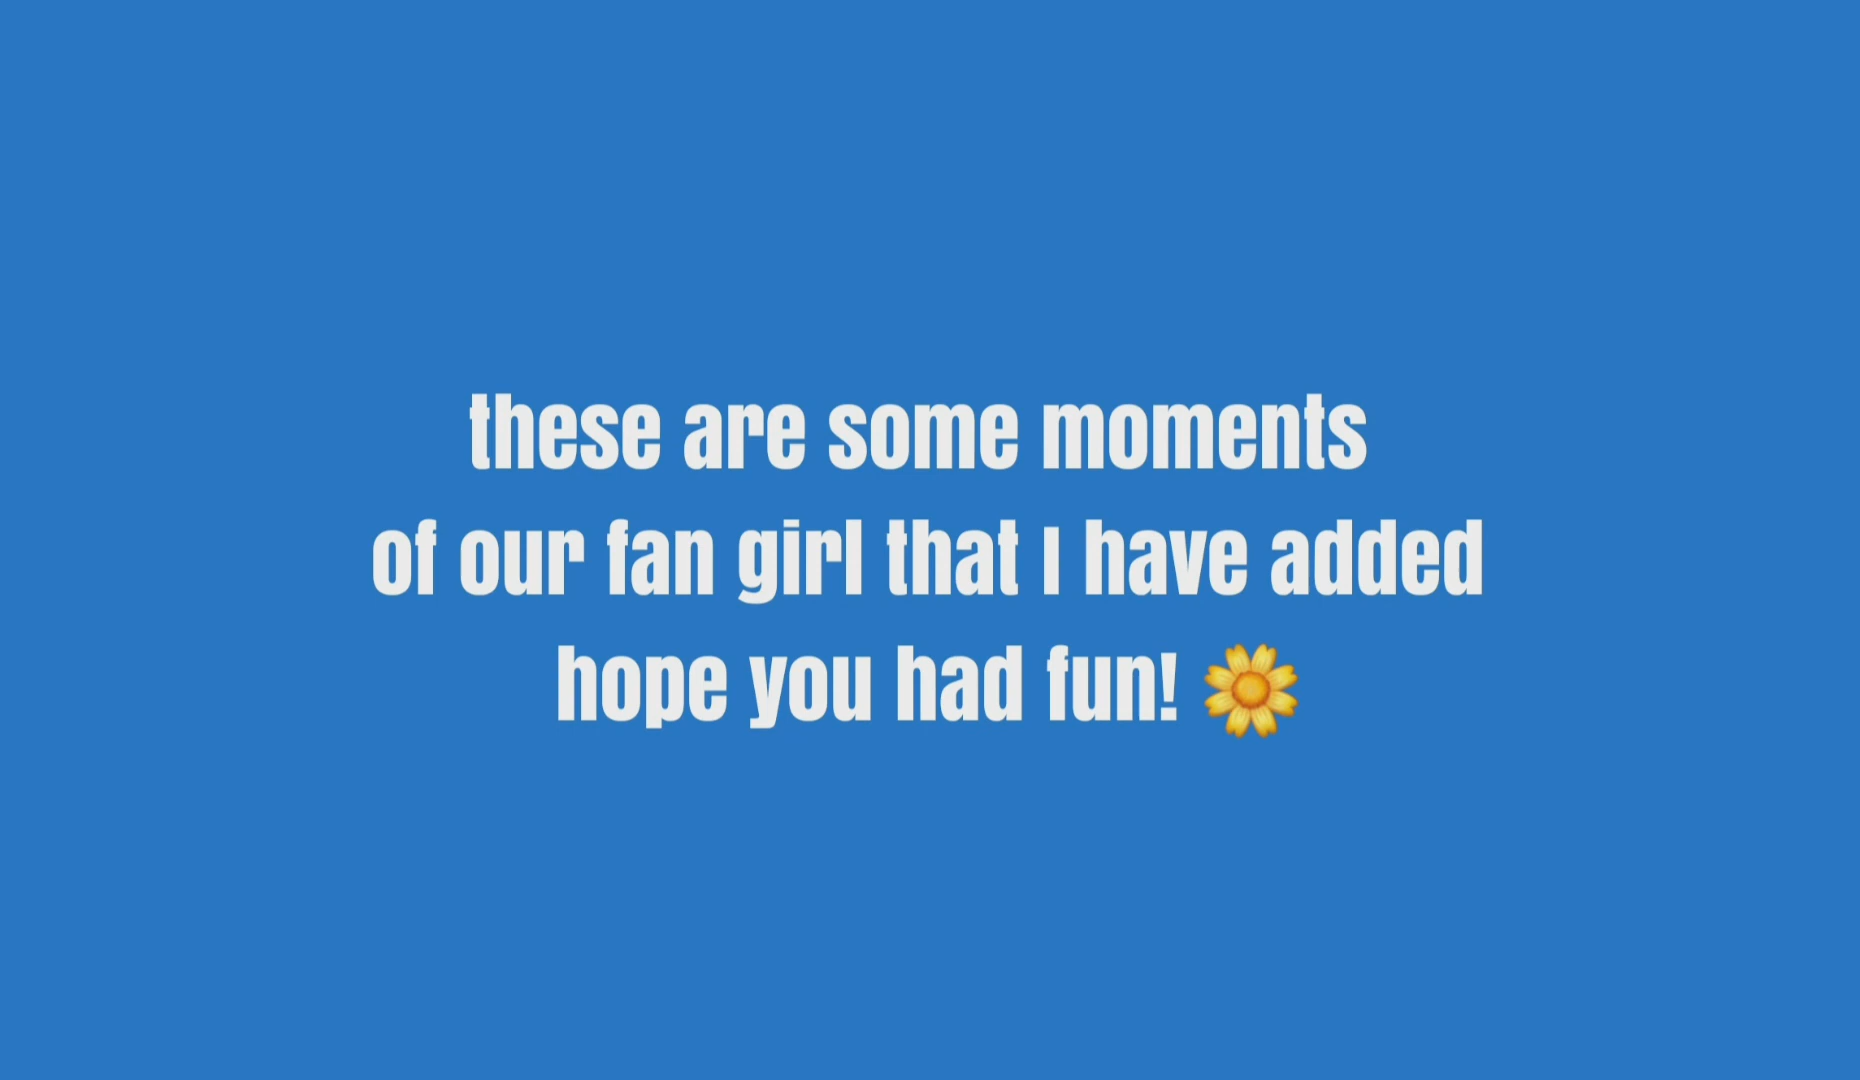 these are some moments
of our fan girl that I have added
hope you had fun! 🌼